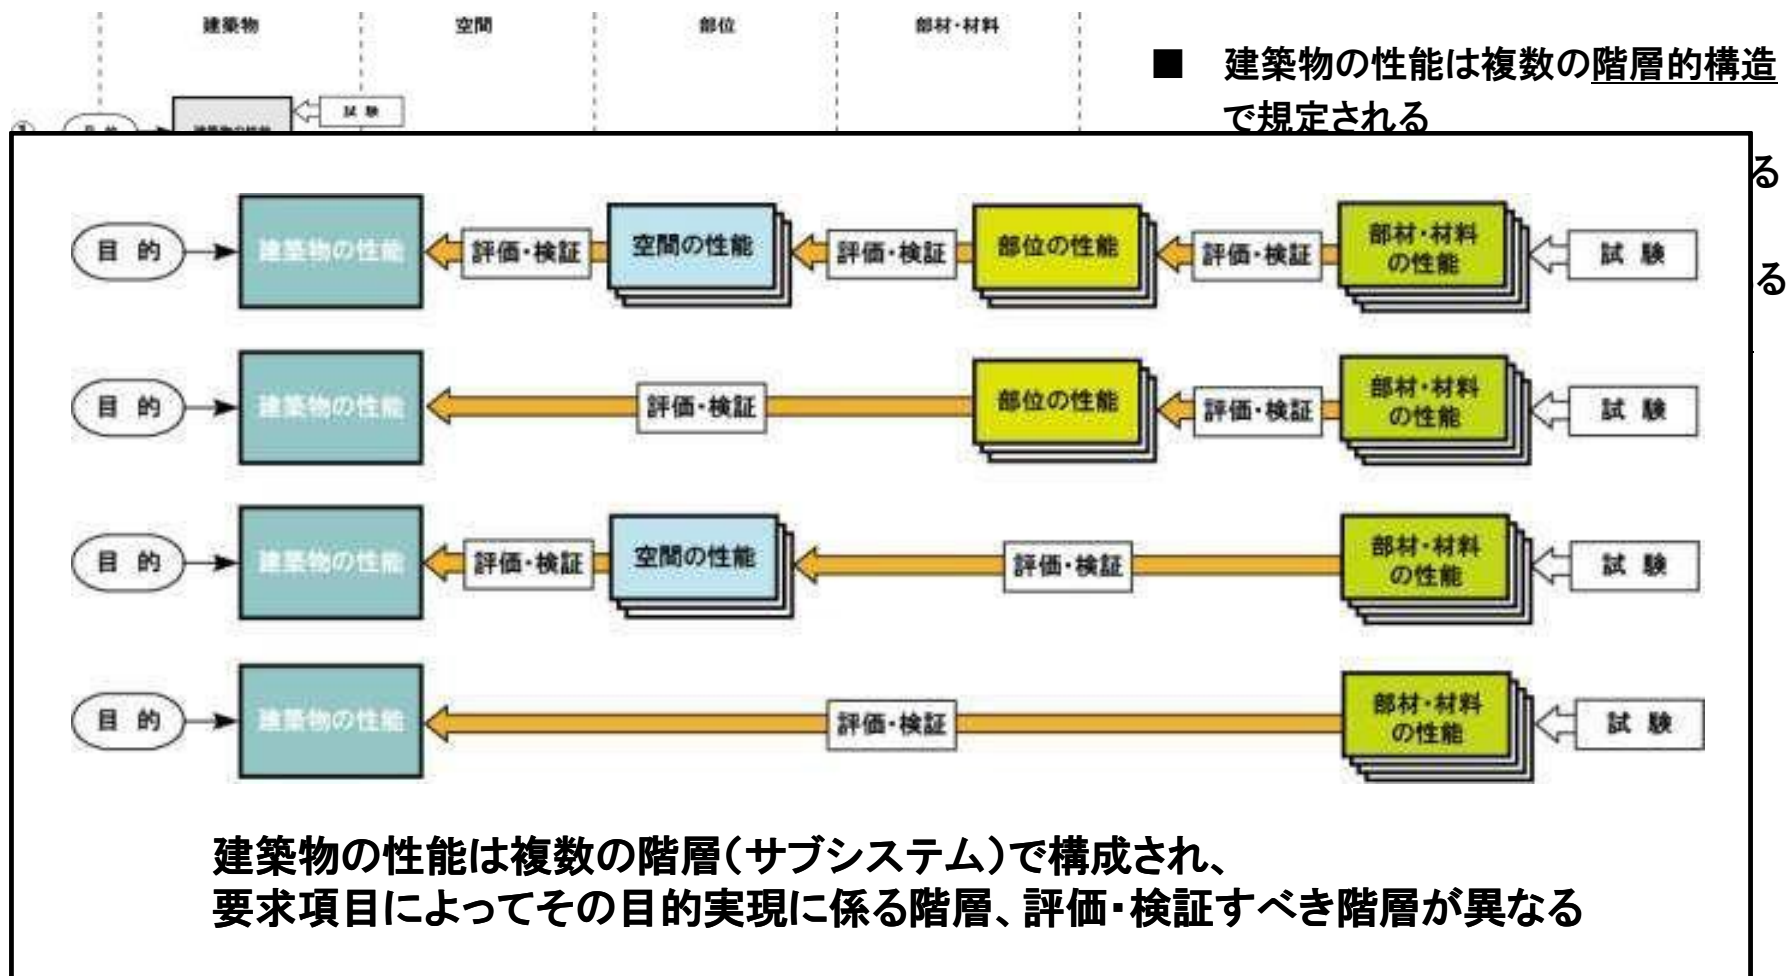 建築物 空間 部位 部材・材料
■ 建築物の性能は複数の階層的構造
で規定される
試 験
る
目 的 建築物の性能 評価・検証 空間の性能 評価・検証 部位の性能 評価・検証 部材・材料
の性能 試 験
る
目 的 建築物の性能 評価・検証 部位の性能 評価・検証 部材・材料
の性能 試 験
目 的 建築物の性能 評価・検証 空間の性能 評価・検証 部材・材料
の性能 試 験
目 的 建築物の性能 評価・検証 部材・材料
の性能 試 験
建築物の性能は複数の階層(サブシステム)で構成され、
要求項目によってその目的実現に係る階層、評価・検証すべき階層が異なる